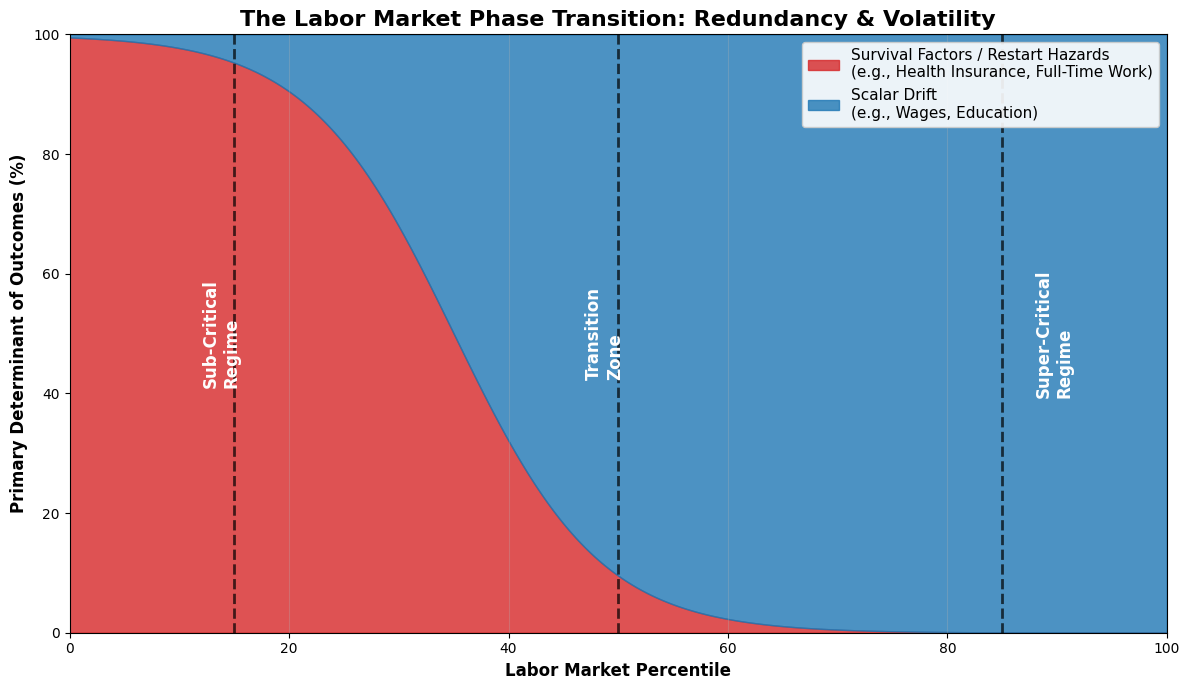 The Labor Market Phase Transition: Redundancy & Volatility
Survival Factors / Restart Hazards
(e.g., Health Insurance, Full-Time Work)
Scalar Drift
(e.g., Wages, Education)
Primary Determinant of Outcomes (%)
100
80
60
40
20
0
Sub-Critical
Regime
Transition
Zone
Super-Critical
Regime
0
20
40
60
80
100
Labor Market Percentile